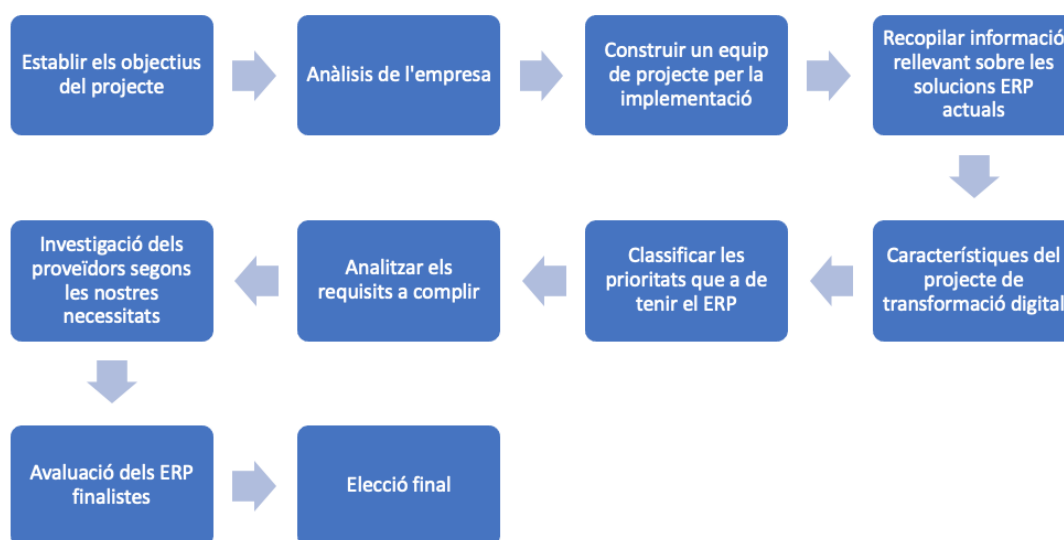 Establir els objectius
del projecte
Anàlisis de l'empresa
Construir un equip
de projecte per la
implementació
Recopilar informació
rellevant sobre les
solucions ERP
actuals
Característiques del
projecte de
transformació digital
Classificar les
prioritats que a de
tenir el ERP
Analitzar els
requisits a complir
Investigació dels
proveïdors segons
les nostres
necessitats
Avaluació dels ERP
finalistes
Elecció final